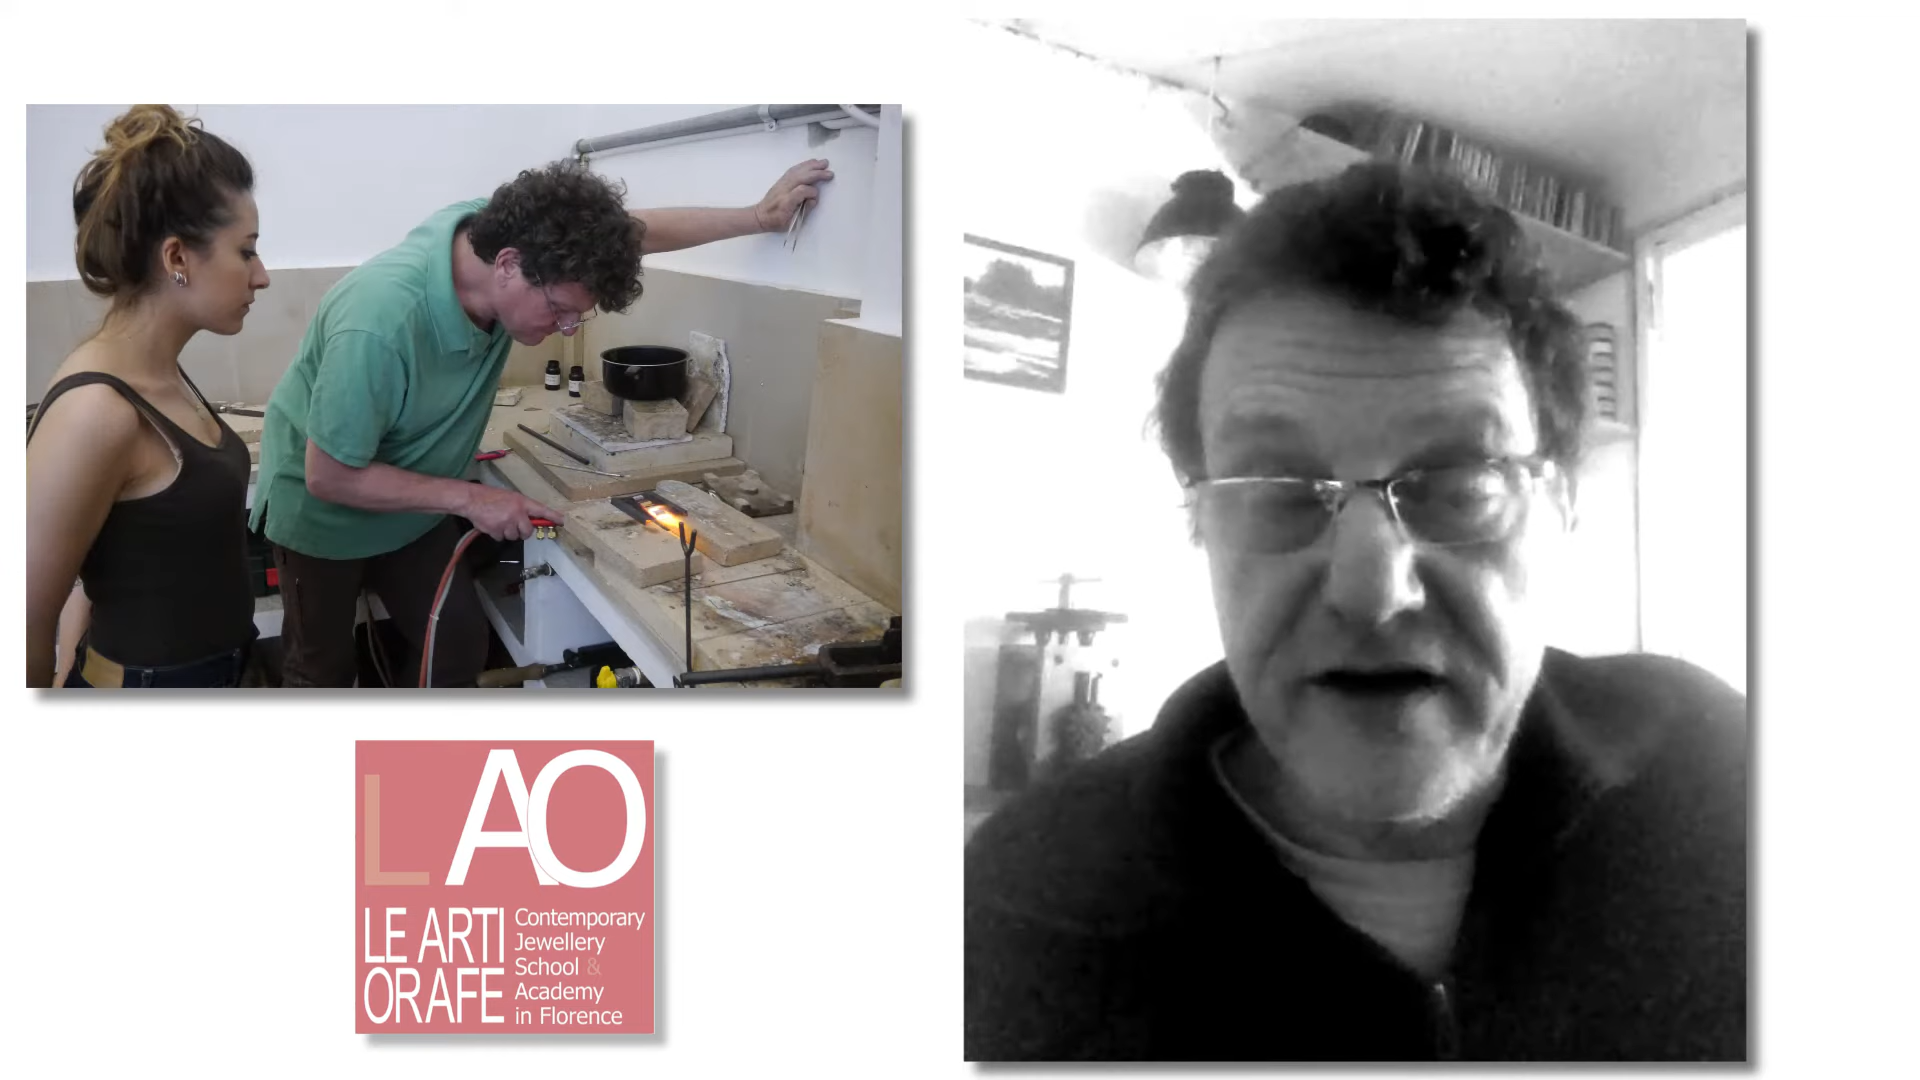 LAO
LE ARTI
ORAFE
Contemporary
Jewellery
School &
Academy
in Florence